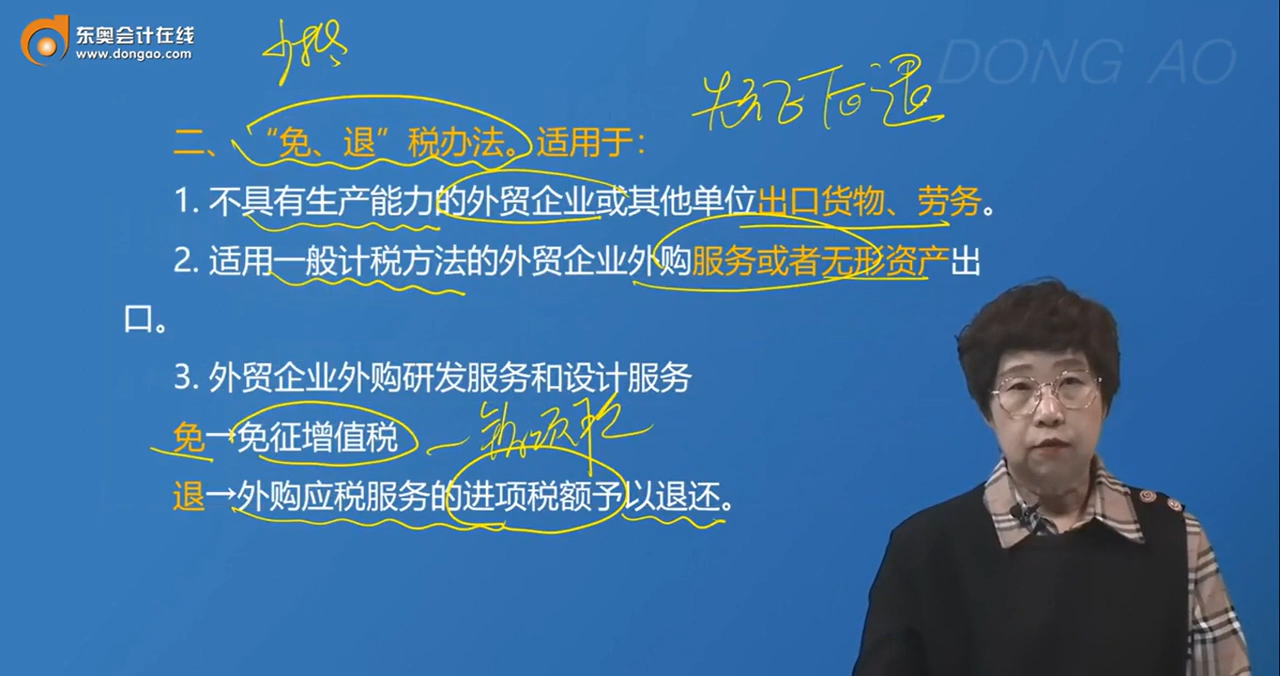 东奥会计在线
www.dongao.com
DONG AO
少抵
先征后退
二、“免、退”税办法。适用于：
1. 不具有生产能力的外贸企业或其他单位出口货物、劳务。
2. 适用一般计税方法的外贸企业外购服务或者无形资产出
口。
3. 外贸企业外购研发服务和设计服务
免→免征增值税
退→外购应税服务的进项税额予以退还。